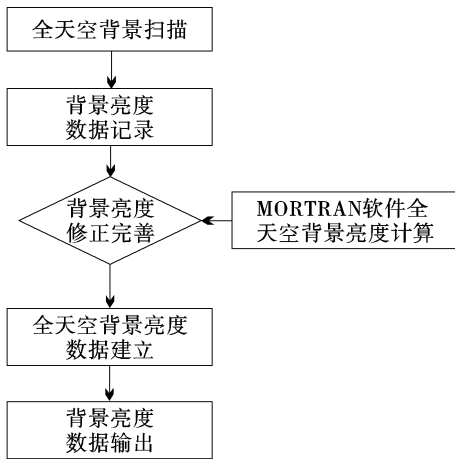 全天空背景扫描
背景亮度
数据记录
背景亮度
修正完善
MORTRAN软件全
天空背景亮度计算
全天空背景亮度
数据建立
背景亮度
数据输出